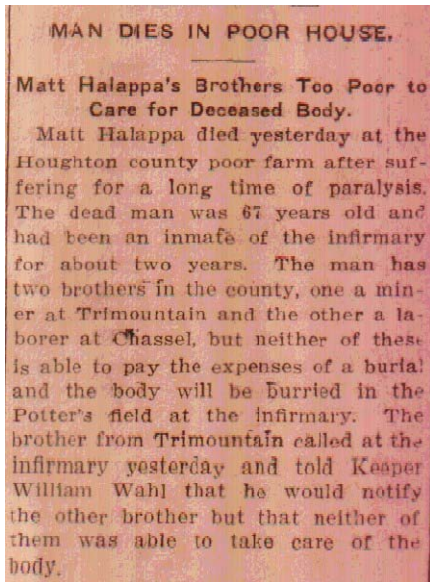 MAN DIES IN POOR HOUSE.
Matt Halappa's Brothers Too Poor to
Care for Deceased Body.
Matt Halappa died yesterday at the
Houghton county poor farm after suf-
fering for a long time of paralysis.
The dead man was 67 years old and
had been an inmate of the infirmary
for about two years. The man has
two brothers in the county, one a min-
er at Trimountain and the other a la-
borer at Chassel, but neither of these
is able to pay the expenses of a burial
and the body will be burried in the
Potter's field at the infirmary. The
brother from Trimountain called at the
infirmary yesterday and told Keeper
William Wahl that he would notify
the other brother but that neither of
them was able to take care of the
body.